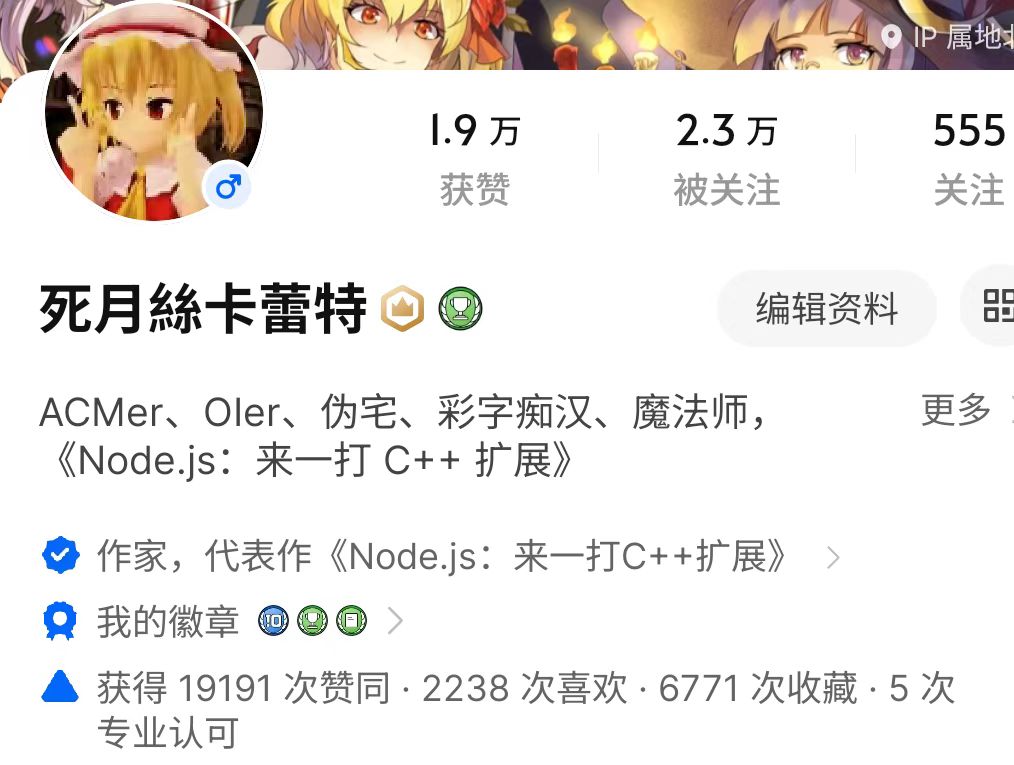 IP 属地
1.9 万
2.3 万
555
获赞
被关注
关注
死月絲卡蕾特
编辑资料
ACMer、OIer、伪宅、彩字痴汉、魔法师，
更多
《Node.js：来一打 C++ 扩展》
作家，代表作《Node.js：来一打C++扩展》
我的徽章
10
获得 19191 次赞同 · 2238 次喜欢 · 6771 次收藏 · 5 次
专业认可